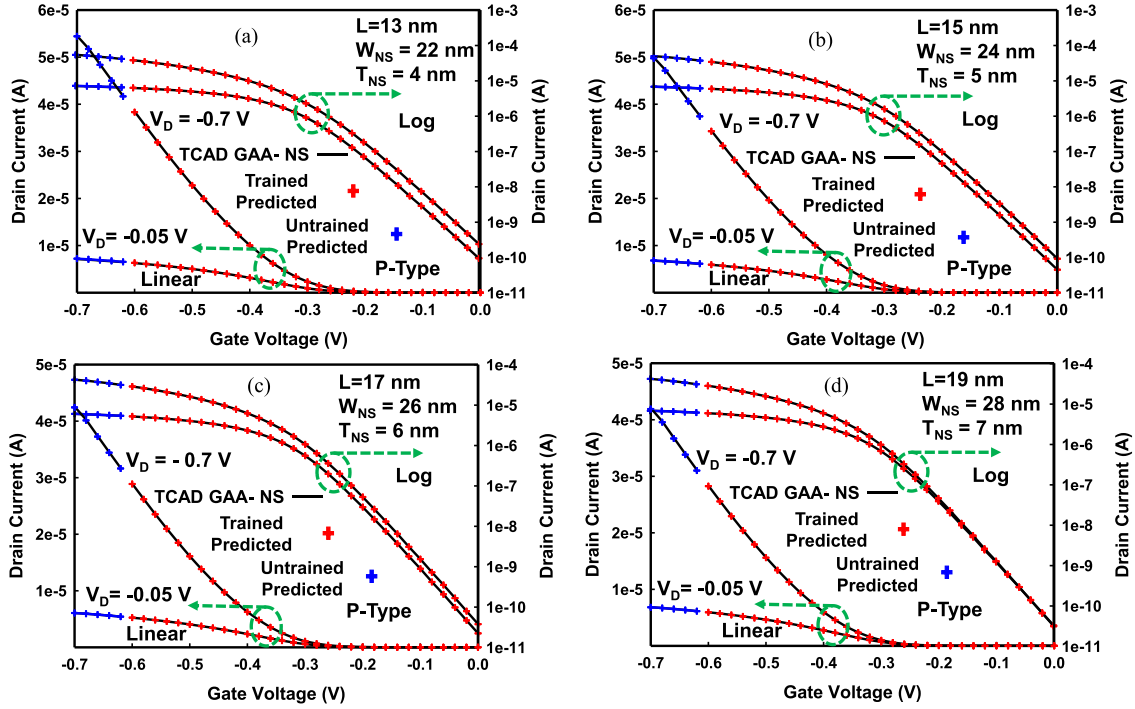 6e-5
5e-5
4e-5
3e-5
2e-5
1e-5
Drain Current (A)
(a)
L=13 nm
W_NS = 22 nm
T_NS = 4 nm
V_D = -0.7 V
Log
TCAD GAA- NS
Trained
Predicted
Untrained
Predicted
V_D= -0.05 V
P-Type
Linear
1e-3
1e-4
1e-5
1e-6
1e-7
1e-8
1e-9
1e-10
1e-11
Drain Current (A)
-0.7 -0.6 -0.5 -0.4 -0.3 -0.2 -0.1 0.0
Gate Voltage (V)
6e-5
5e-5
4e-5
3e-5
2e-5
1e-5
Drain Current (A)
(b)
L=15 nm
W_NS = 24 nm
T_NS = 5 nm
V_D = -0.7 V
Log
TCAD GAA- NS
Trained
Predicted
Untrained
Predicted
V_D= -0.05 V
P-Type
Linear
1e-3
1e-4
1e-5
1e-6
1e-7
1e-8
1e-9
1e-10
1e-11
Drain Current (A)
-0.7 -0.6 -0.5 -0.4 -0.3 -0.2 -0.1 0.0
Gate Voltage (V)
5e-5
4e-5
3e-5
2e-5
1e-5
Drain Current (A)
(c)
L=17 nm
W_NS = 26 nm
T_NS = 6 nm
V_D = - 0.7 V
Log
TCAD GAA- NS
Trained
Predicted
Untrained
Predicted
V_D= -0.05 V
P-Type
Linear
1e-4
1e-5
1e-6
1e-7
1e-8
1e-9
1e-10
1e-11
Drain Current (A)
-0.7 -0.6 -0.5 -0.4 -0.3 -0.2 -0.1 0.0
Gate Voltage (V)
5e-5
4e-5
3e-5
2e-5
1e-5
Drain Current (A)
(d)
L=19 nm
W_NS = 28 nm
T_NS = 7 nm
V_D = -0.7 V
Log
TCAD GAA- NS
Trained
Predicted
Untrained
Predicted
V_D= -0.05 V
P-Type
Linear
1e-4
1e-5
1e-6
1e-7
1e-8
1e-9
1e-10
1e-11
Drain Current (A)
-0.7 -0.6 -0.5 -0.4 -0.3 -0.2 -0.1 0.0
Gate Voltage (V)